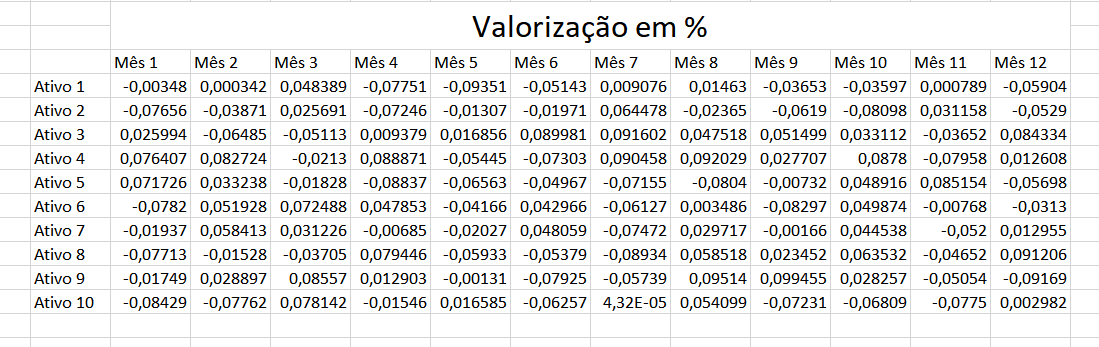 Valorização em %
Mês 1 Mês 2 Mês 3 Mês 4 Mês 5 Mês 6 Mês 7 Mês 8 Mês 9 Mês 10 Mês 11 Mês 12
Ativo 1 -0,00348 0,000342 0,048389 -0,07751 -0,09351 -0,05143 0,009076 0,01463 -0,03653 -0,03597 0,000789 -0,05904
Ativo 2 -0,07656 -0,03871 0,025691 -0,07246 -0,01307 -0,01971 0,064478 -0,02365 -0,0619 -0,08098 0,031158 -0,0529
Ativo 3 0,025994 -0,06485 -0,05113 0,009379 0,016856 0,089981 0,091602 0,047518 0,051499 0,033112 -0,03652 0,084334
Ativo 4 0,076407 0,082724 -0,0213 0,088871 -0,05445 -0,07303 0,090458 0,092029 0,027707 0,0878 -0,07958 0,012608
Ativo 5 0,071726 0,033238 -0,01828 -0,08837 -0,06563 -0,04967 -0,07155 -0,0804 -0,00732 0,048916 0,085154 -0,05698
Ativo 6 -0,0782 0,051928 0,072488 0,047853 -0,04166 0,042966 -0,06127 0,003486 -0,08297 0,049874 -0,00768 -0,0313
Ativo 7 -0,01937 0,058413 0,031226 -0,00685 -0,02027 0,048059 -0,07472 0,029717 -0,00166 0,044538 -0,052 0,012955
Ativo 8 -0,07713 -0,01528 -0,03705 0,079446 -0,05933 -0,05379 -0,08934 0,058518 0,023452 0,063532 -0,04652 0,091206
Ativo 9 -0,01749 0,028897 0,08557 0,012903 -0,00131 -0,07925 -0,05739 0,09514 0,099455 0,028257 -0,05054 -0,09169
Ativo 10 -0,08429 -0,07762 0,078142 -0,01546 0,016585 -0,06257 4,32E-05 0,054099 -0,07231 -0,06809 -0,0775 0,002982